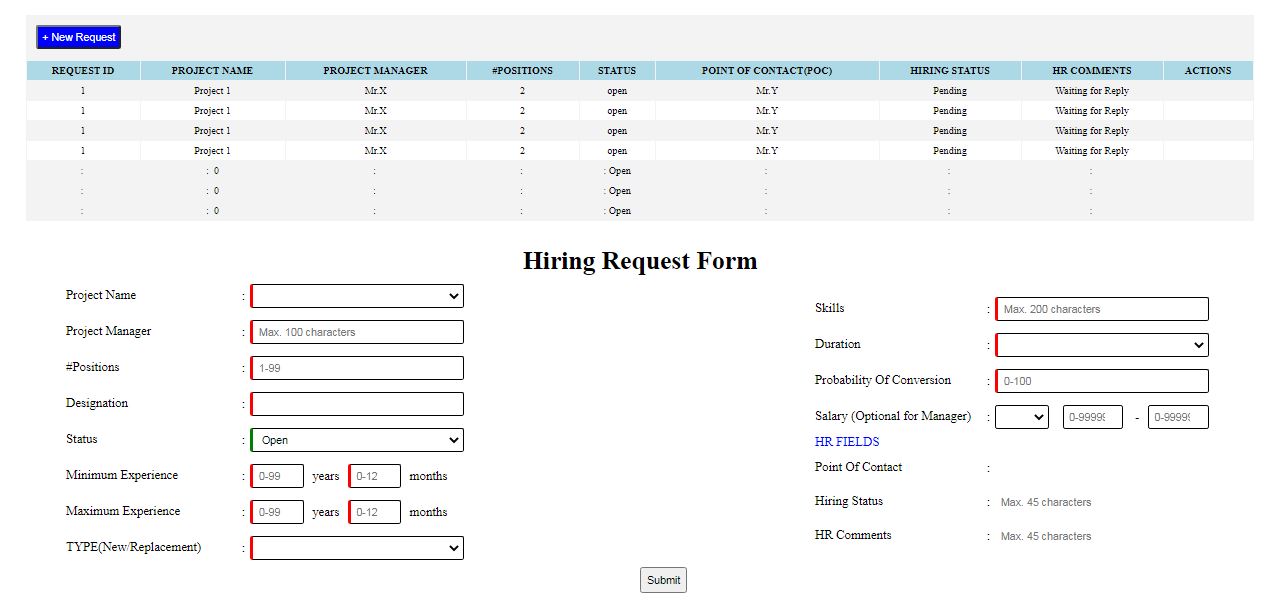 + New Request
REQUEST ID PROJECT NAME PROJECT MANAGER #POSITIONS STATUS POINT OF CONTACT(POC) HIRING STATUS HR COMMENTS ACTIONS
1 Project 1 Mr.X 2 open Mr.Y Pending Waiting for Reply
1 Project 1 Mr.X 2 open Mr.Y Pending Waiting for Reply
1 Project 1 Mr.X 2 open Mr.Y Pending Waiting for Reply
1 Project 1 Mr.X 2 open Mr.Y Pending Waiting for Reply
: : 0 : : : Open : : :
: : 0 : : : Open : : :
: : 0 : : : Open : : :
Hiring Request Form
Project Name :
Project Manager : Max. 100 characters
#Positions : 1-99
Designation :
Status : Open
Minimum Experience : 0-99 years 0-12 months
Maximum Experience : 0-99 years 0-12 months
TYPE(New/Replacement) :
Skills : Max. 200 characters
Duration :
Probability Of Conversion : 0-100
Salary (Optional for Manager) : 0-9999 - 0-9999
HR FIELDS
Point Of Contact :
Hiring Status : Max. 45 characters
HR Comments : Max. 45 characters
Submit